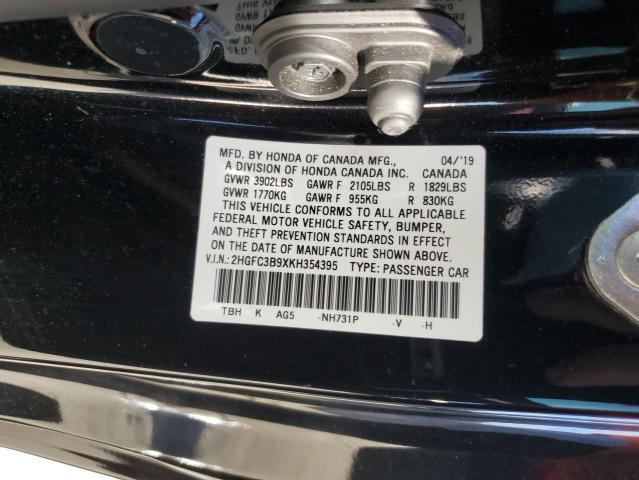 MFD. BY HONDA OF CANADA MFG., 04/'19
A DIVISION OF HONDA CANADA INC. CANADA
GVWR 3902LBS GAWR F 2105LBS R 1829LBS
GVWR 1770KG GAWR F 955KG R 830KG
THIS VEHICLE CONFORMS TO ALL APPLICABLE
FEDERAL MOTOR VEHICLE SAFETY, BUMPER,
AND THEFT PREVENTION STANDARDS IN EFFECT
ON THE DATE OF MANUFACTURE SHOWN ABOVE.
V.I.N.: 2HGFC3B9XKH354395 TYPE: PASSENGER CAR
TBH K AG5 -NH731P -V -H